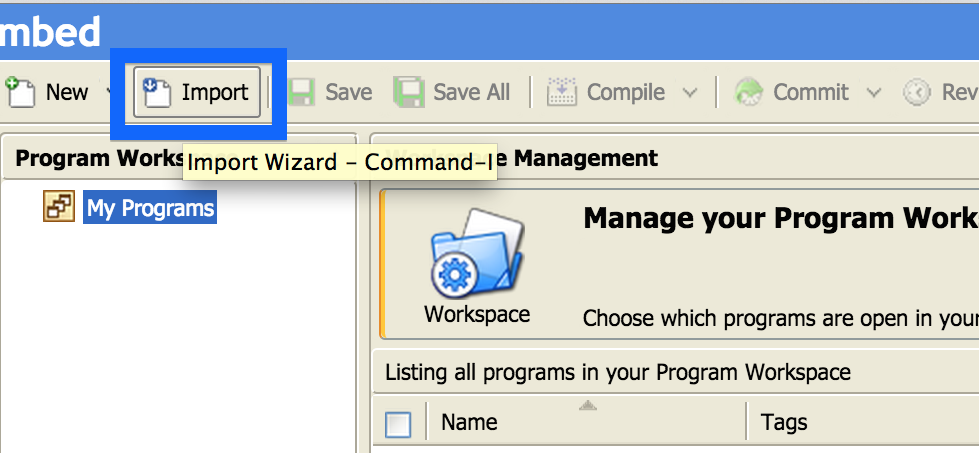 mbed
New Import Save Save All Compile Commit Rev
Program Works
Import Wizard - Command-I
e Management
My Programs
Manage your Program Work
Workspace
Choose which programs are open in your
Listing all programs in your Program Workspace
Name Tags